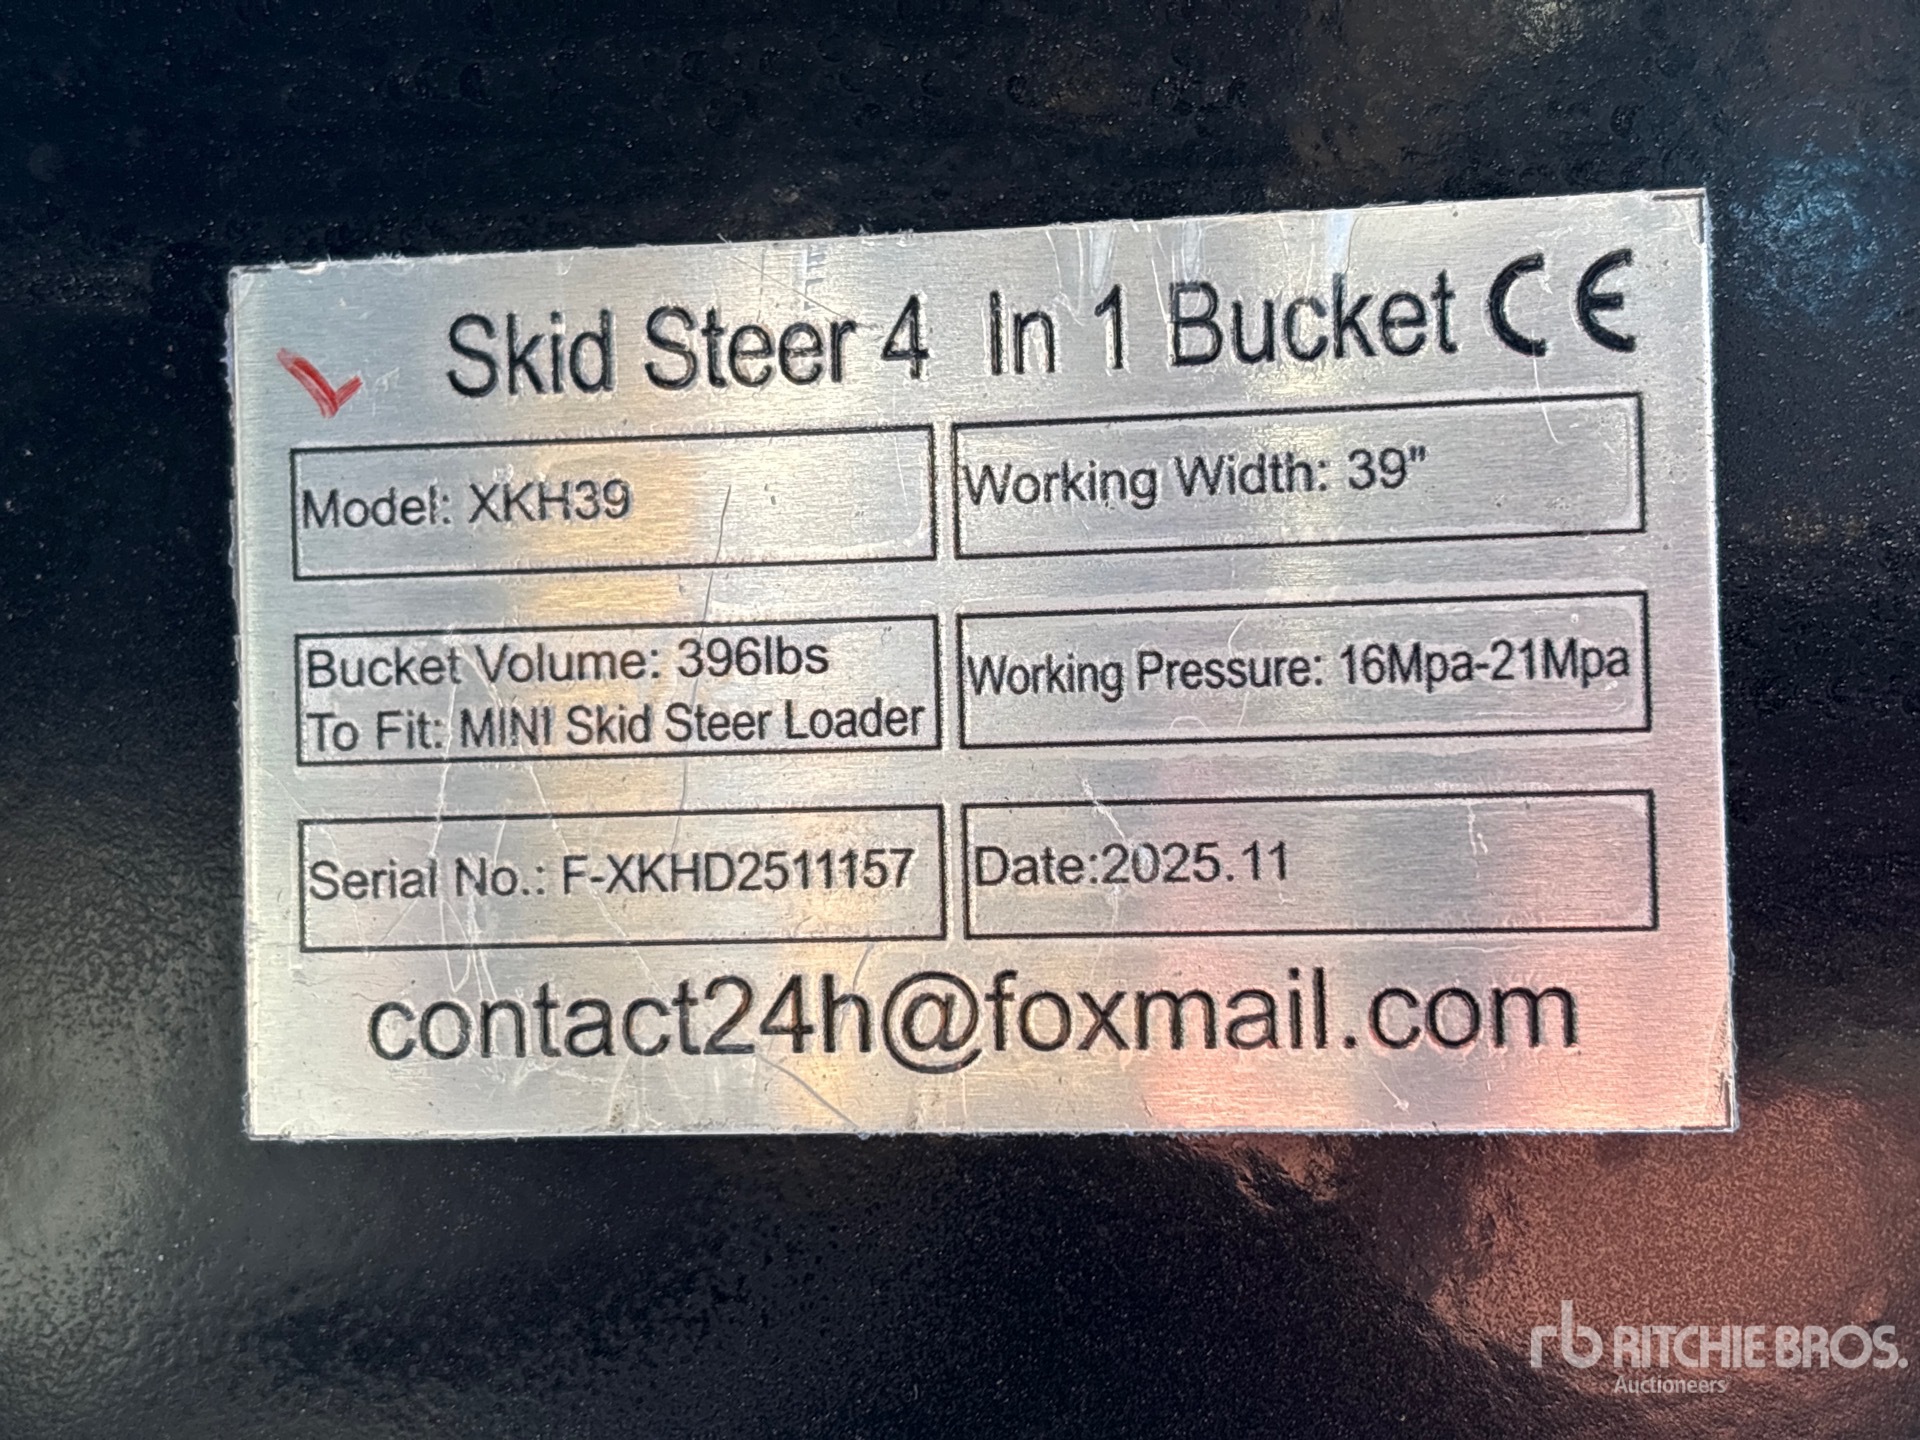 Skid Steer 4 In 1 Bucket CE
Model: XKH39
Working Width: 39"
Bucket Volume: 396lbs
To Fit: MINI Skid Steer Loader
Working Pressure: 16Mpa-21Mpa
Serial No.: F-XKHD2511157
Date:2025.11
contact24h@foxmail.com
rb RITCHIE BROS.
Auctioneers